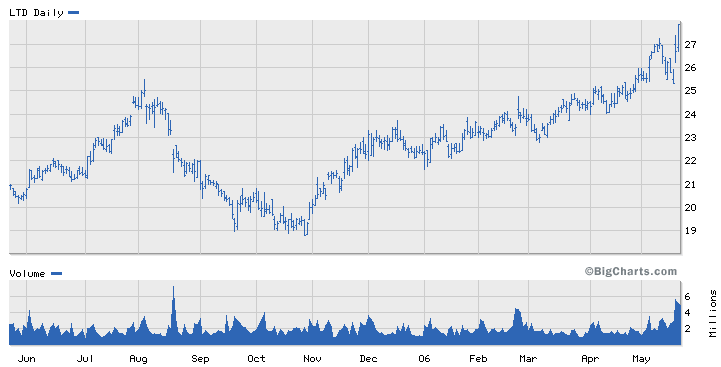 LTD Daily
27
26
25
24
23
22
21
20
19
©BigCharts.com
Volume
6
4
2
Millions
Jun Jul Aug Sep Oct Nov Dec 06 Feb Mar Apr May